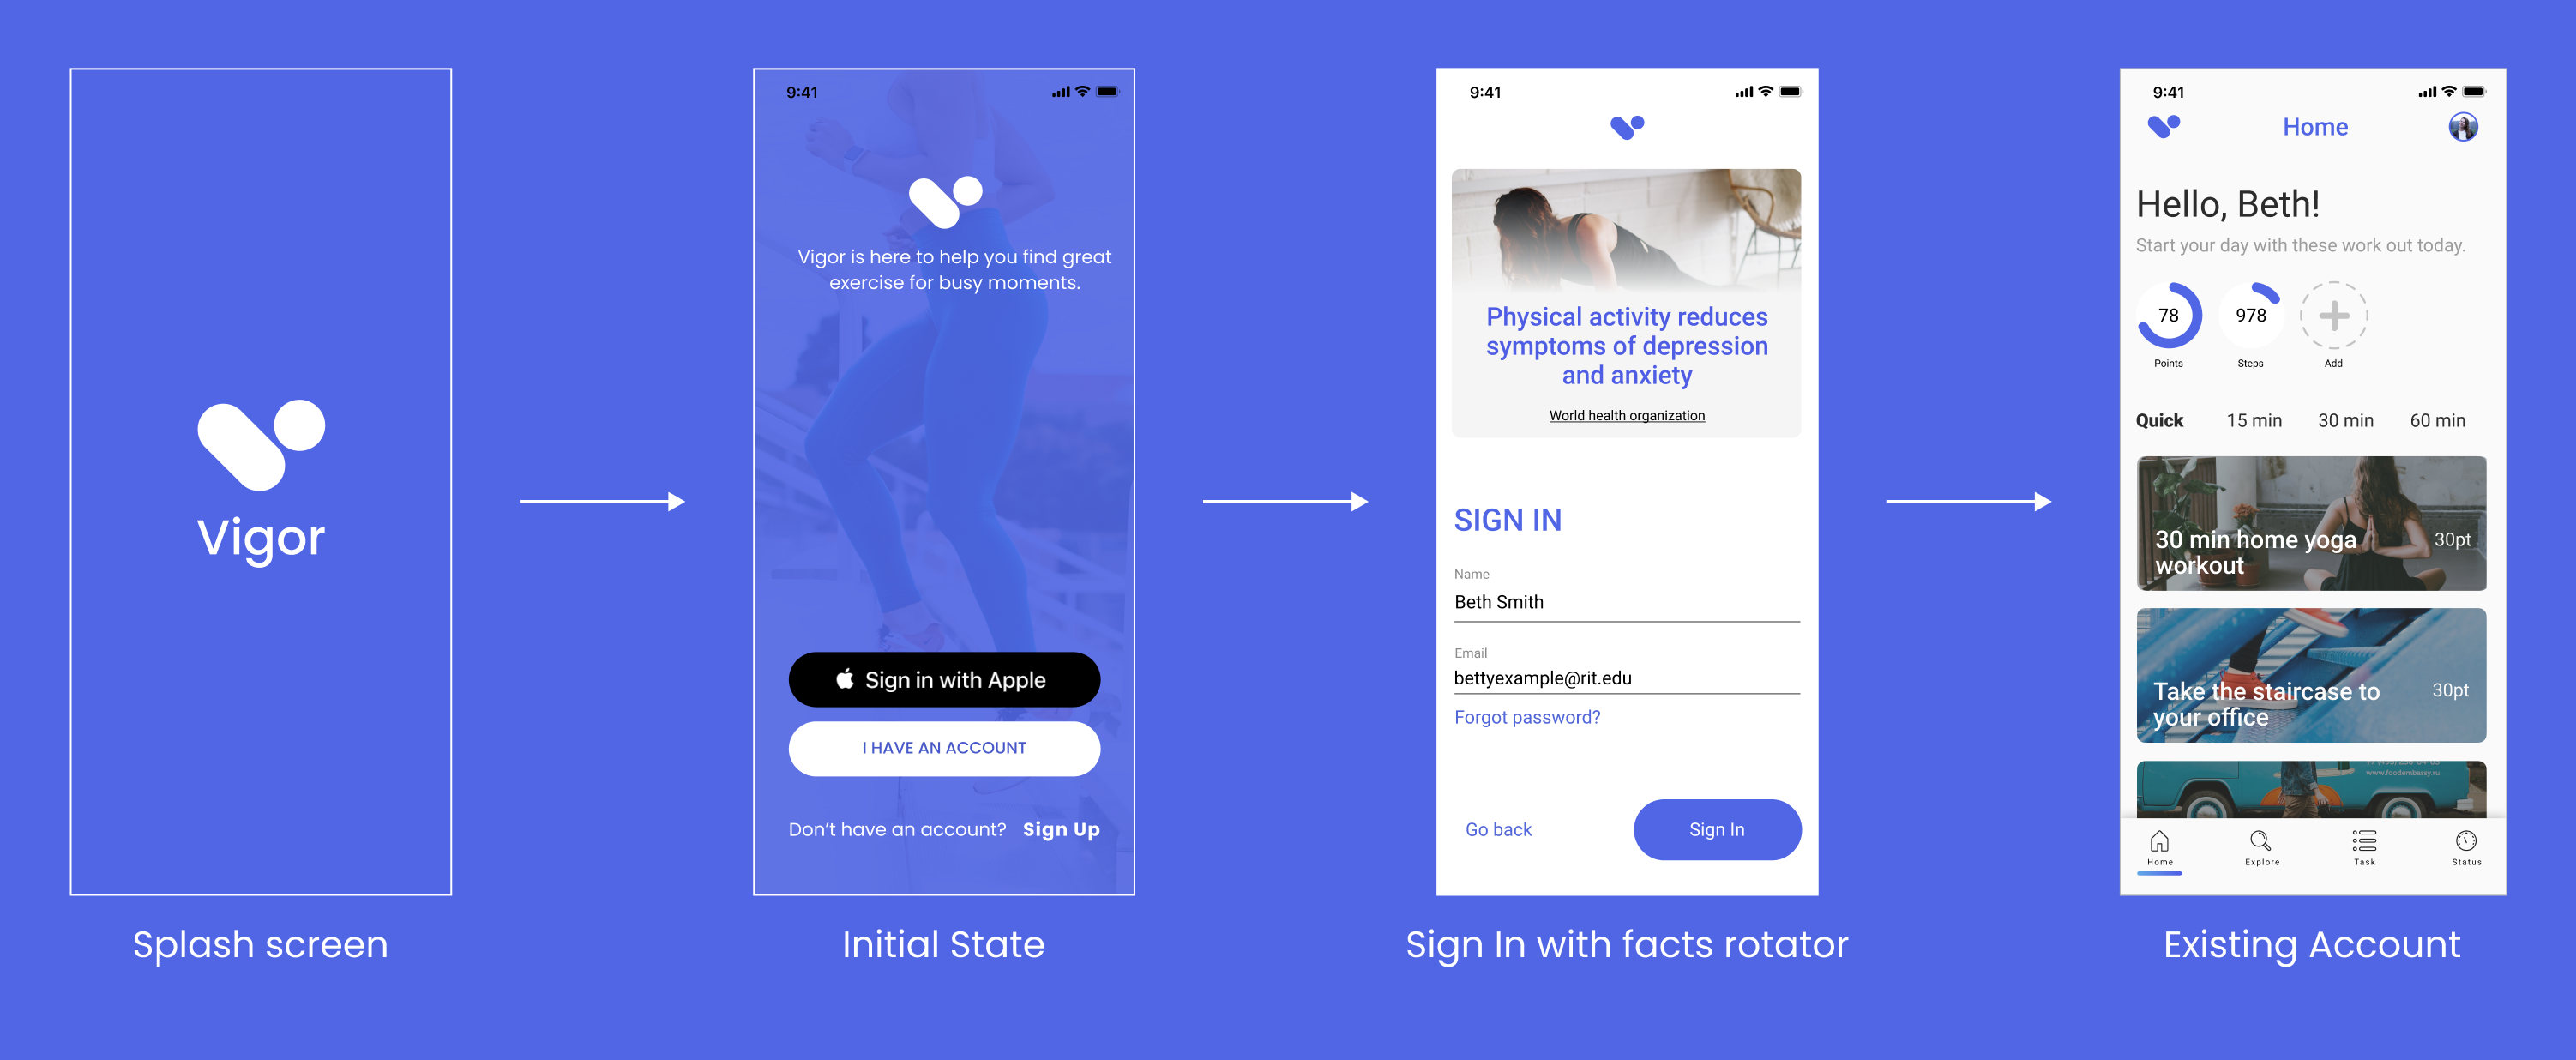 Vigor
Splash screen
9:41
Vigor is here to help you find great
exercise for busy moments.
Sign in with Apple
I HAVE AN ACCOUNT
Don't have an account? Sign Up
Initial State
9:41
Physical activity reduces
symptoms of depression
and anxiety
World health organization
SIGN IN
Name
Beth Smith
Email
bettyexample@rit.edu
Forgot password?
Go back Sign In
Sign In with facts rotator
9:41
Home
Hello, Beth!
Start your day with these work out today.
78 978
Points Steps Add
Quick 15 min 30 min 60 min
30 min home yoga 30pt
workout
Take the staircase to 30pt
your office
www.foodembassy.ru
Home Explore Task Status
Existing Account